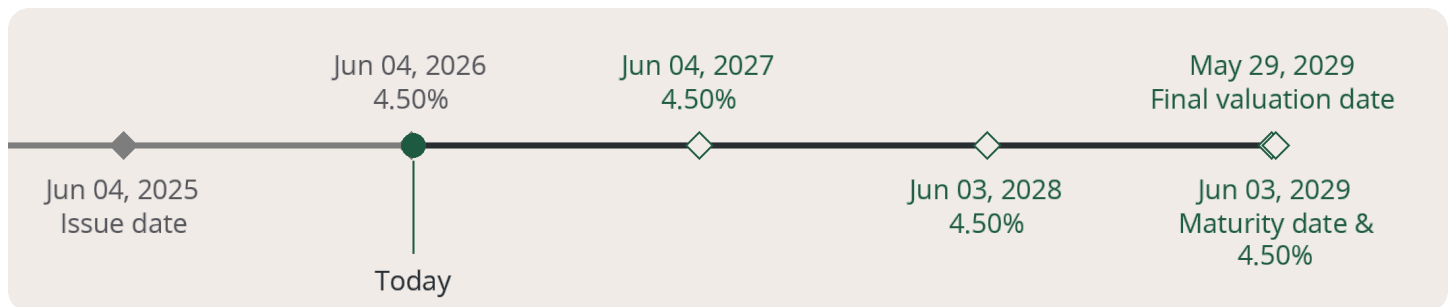 Jun 04, 2026
4.50%
Jun 04, 2027
4.50%
May 29, 2029
Final valuation date
Jun 04, 2025
Issue date
Jun 03, 2028
4.50%
Jun 03, 2029
Maturity date &
4.50%
Today